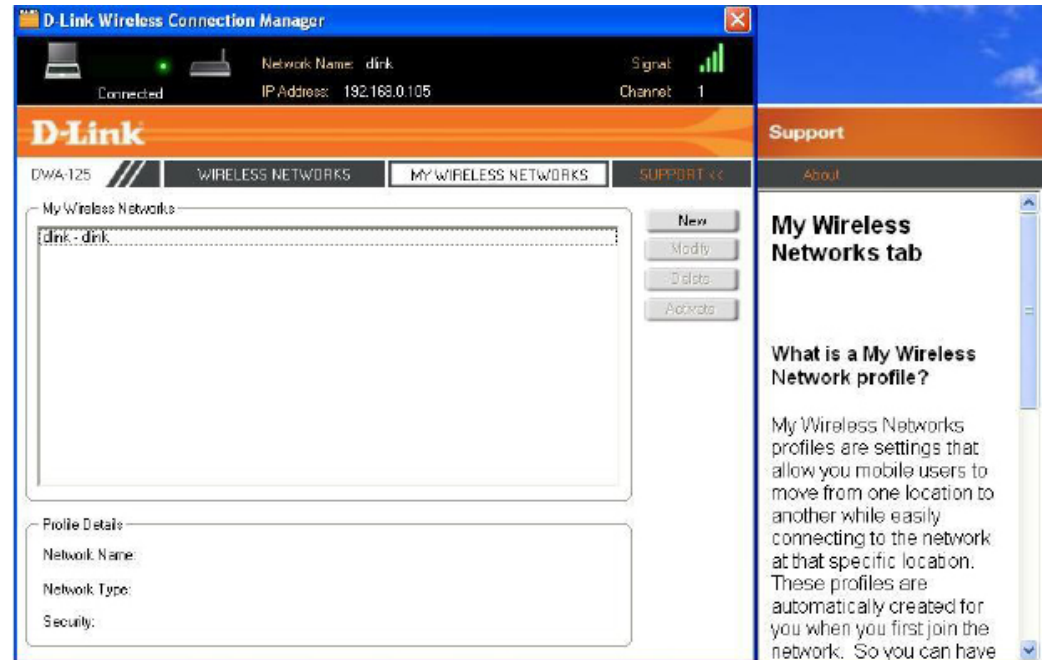 D-Link Wireless Connection Manager
Network Name: dlink
Signal:
Connected
IP Address: 192.168.0.105
Channel: 1
D-Link
DWA-125
WIRELESS NETWORKS
MY WIRELESS NETWORKS
SUPPORT <<
My Wireless Networks
dlink - dlink
New
Modify
Delete
Activate
Profile Details
Network Name:
Network Type:
Security:
Support
About
My Wireless
Networks tab
What is a My Wireless
Network profile?
My Wireless Networks
profiles are settings that
allow you mobile users to
move from one location to
another while easily
connecting to the network
at that specific location.
These profiles are
automatically created for
you when you first join the
network. So you can have